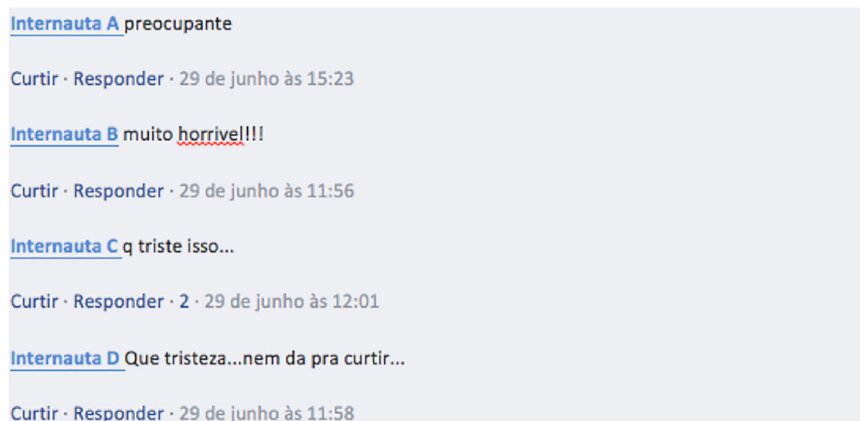 Internauta A preocupante
Curtir · Responder · 29 de junho às 15:23
Internauta B muito horrivel!!!
Curtir · Responder · 29 de junho às 11:56
Internauta C q triste isso...
Curtir · Responder · 2 · 29 de junho às 12:01
Internauta D Que tristeza...nem da pra curtir...
Curtir · Responder · 29 de junho às 11:58